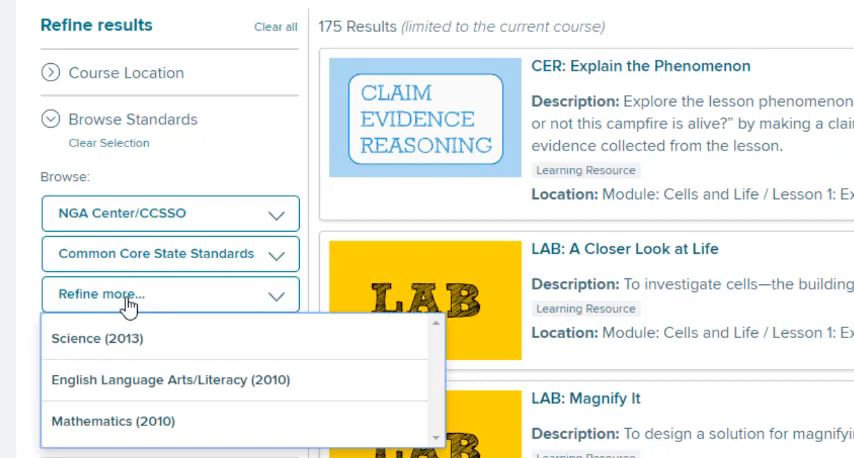 Refine results
Clear all
Course Location
Browse Standards
Clear Selection
Browse:
NGA Center/CCSSO
Common Core State Standards
Refine more...
Science (2013)
English Language Arts/Literacy (2010)
Mathematics (2010)
175 Results (limited to the current course)
CLAIM
EVIDENCE
REASONING
CER: Explain the Phenomenon
Description: Explore the lesson phenomenon
or not this campfire is alive?” by making a clai
evidence collected from the lesson.
Learning Resource
Location: Module: Cells and Life / Lesson 1: Ex
LAB
LAB: A Closer Look at Life
Description: To investigate cells—the building
Learning Resource
Location: Module: Cells and Life / Lesson 1: Ex
LAB
LAB: Magnify It
Description: To design a solution for magnifyi
Learning Resource